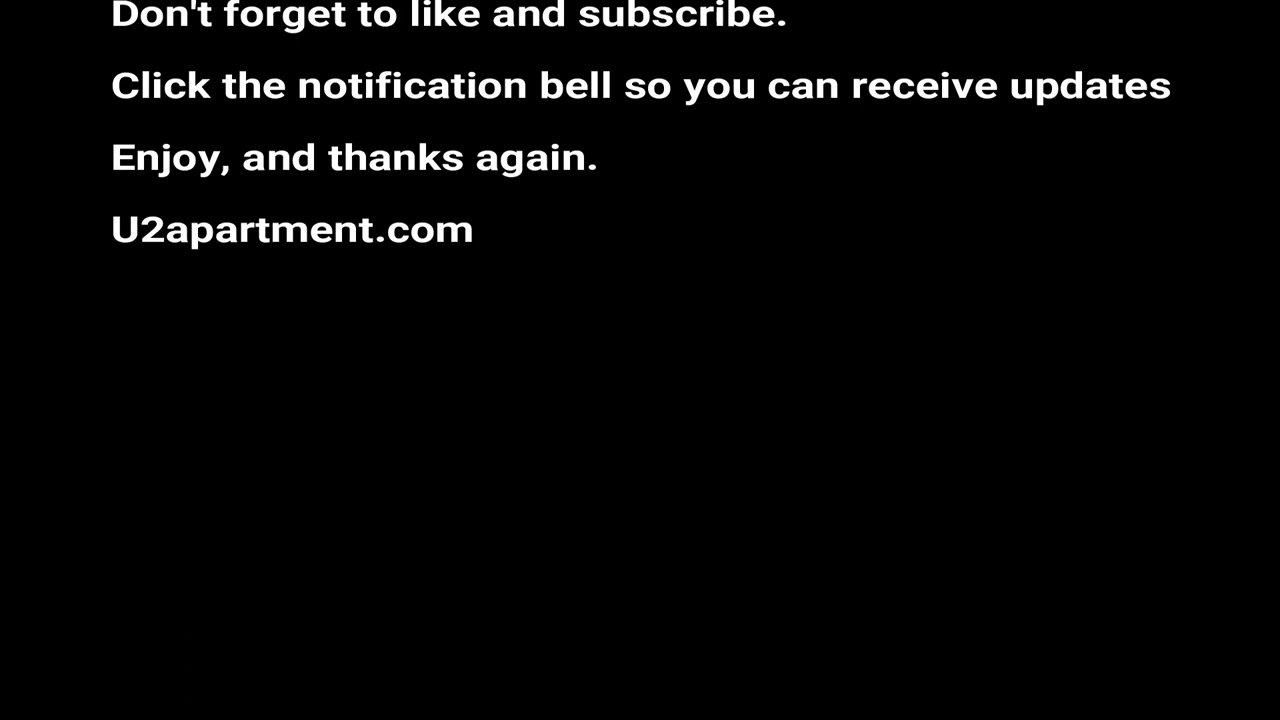 Don't forget to like and subscribe.
Click the notification bell so you can receive updates
Enjoy, and thanks again.
U2apartment.com